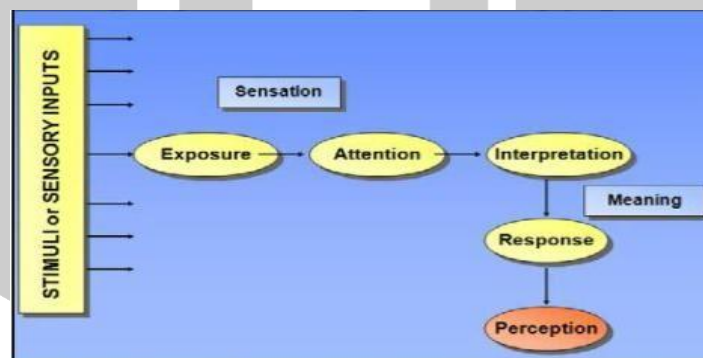 STIMULI or SENSORY INPUTS
Sensation
Exposure
Attention
Interpretation
Meaning
Response
Perception